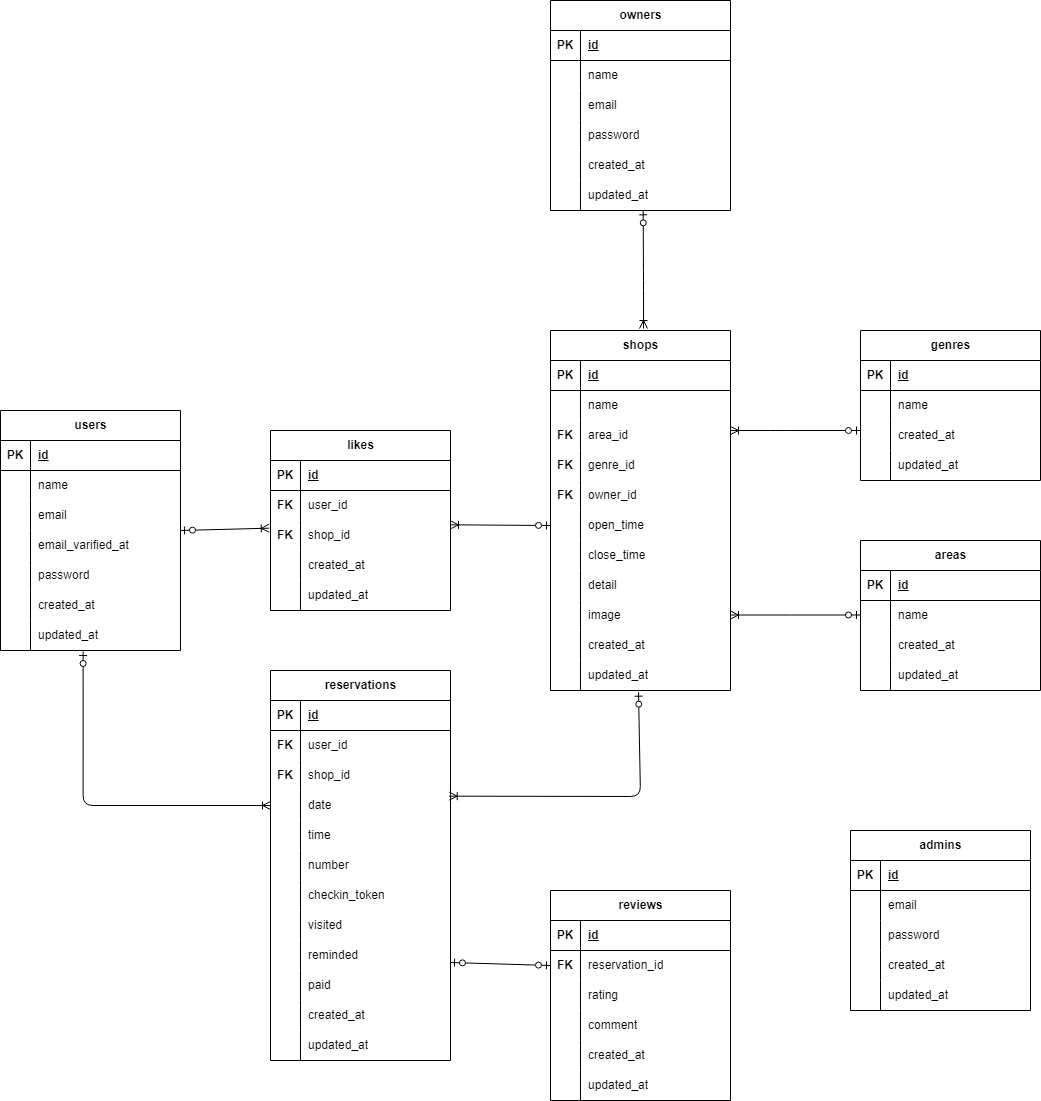 owners
PK id
name
email
password
created_at
updated_at
shops
PK id
name
FK area_id
FK genre_id
FK owner_id
open_time
close_time
detail
image
created_at
updated_at
genres
PK id
name
created_at
updated_at
users
PK id
name
email
email_varified_at
password
created_at
updated_at
likes
PK id
FK user_id
FK shop_id
created_at
updated_at
areas
PK id
name
created_at
updated_at
reservations
PK id
FK user_id
FK shop_id
date
time
number
checkin_token
visited
reminded
paid
created_at
updated_at
reviews
PK id
FK reservation_id
rating
comment
created_at
updated_at
admins
PK id
email
password
created_at
updated_at